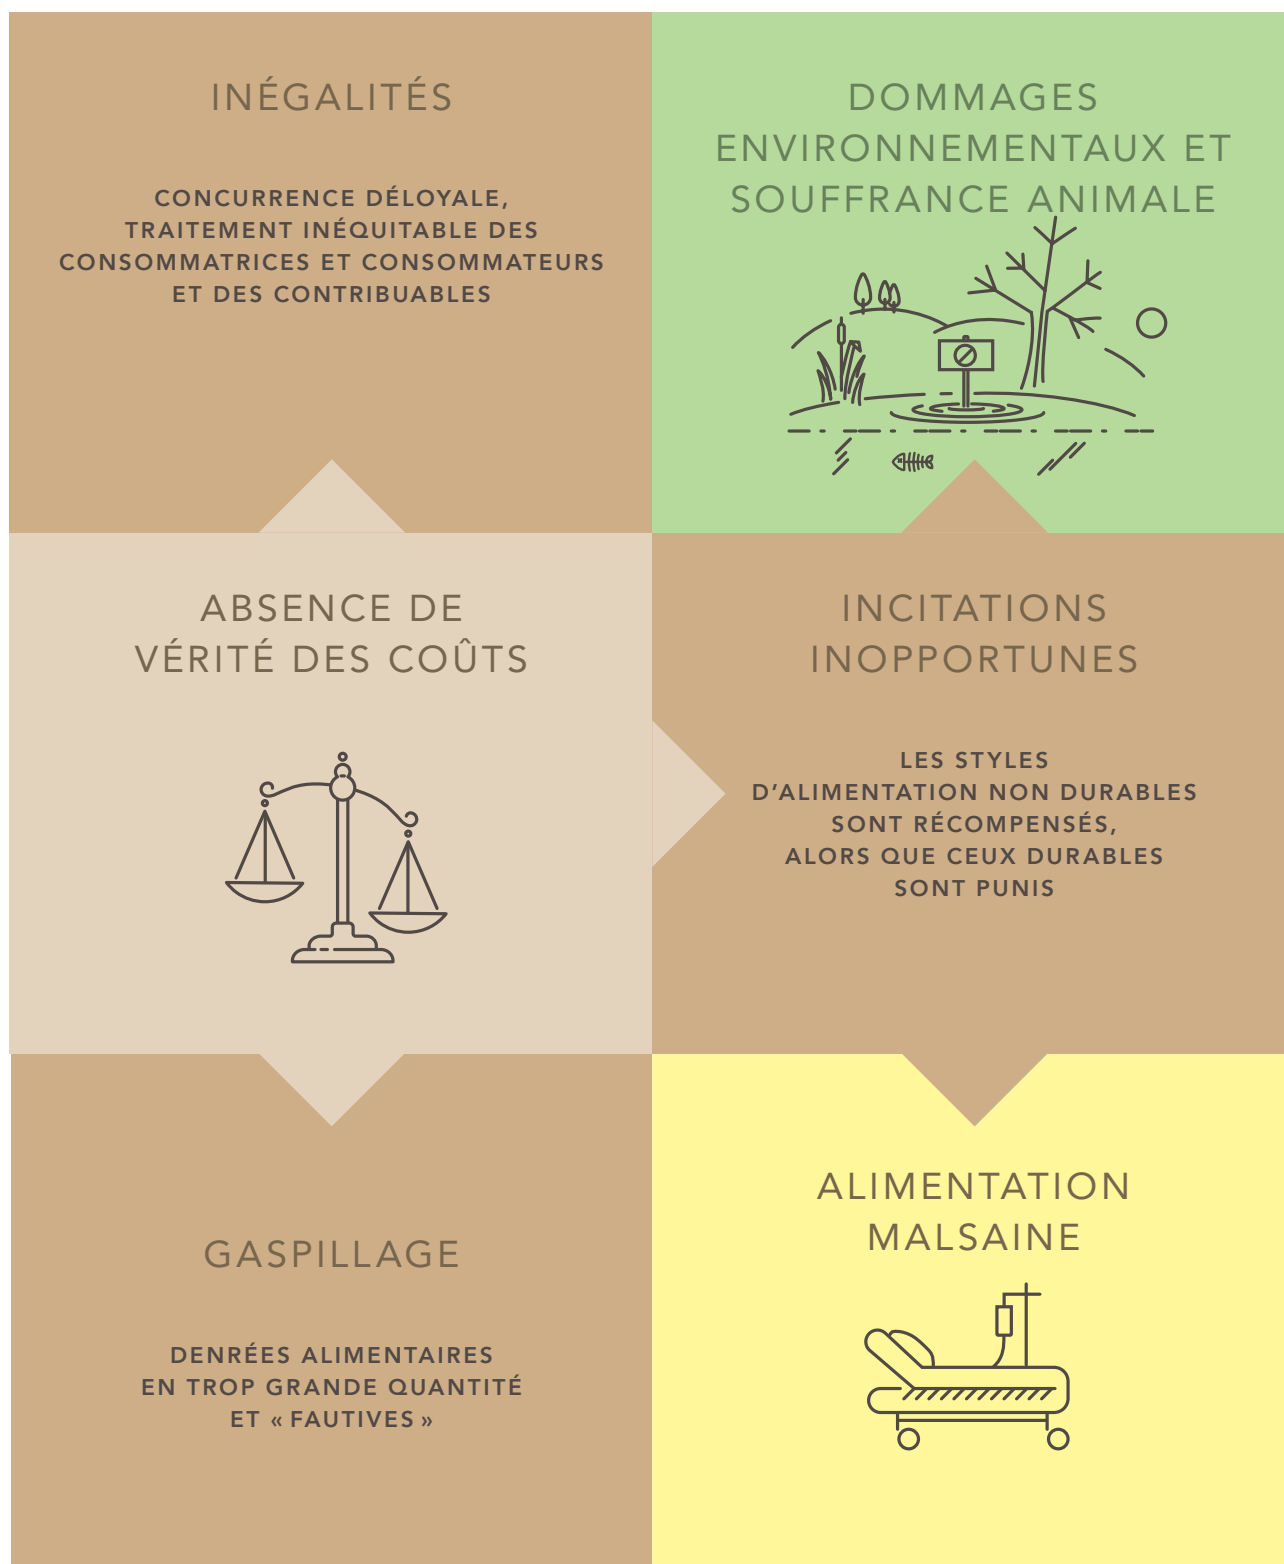 INÉGALITÉS
CONCURRENCE DÉLOYALE,
TRAITEMENT INÉQUITABLE DES
CONSOMMATRICES ET CONSOMMATEURS
ET DES CONTRIBUABLES
DOMMAGES
ENVIRONNEMENTAUX ET
SOUFFRANCE ANIMALE
ABSENCE DE
VÉRITÉ DES COÛTS
INCITATIONS
INOPPORTUNES
LES STYLES
D’ALIMENTATION NON DURABLES
SONT RÉCOMPENSÉS,
ALORS QUE CEUX DURABLES
SONT PUNIS
GASPILLAGE
DENRÉES ALIMENTAIRES
EN TROP GRANDE QUANTITÉ
ET « FAUTIVES »
ALIMENTATION
MALSAINE